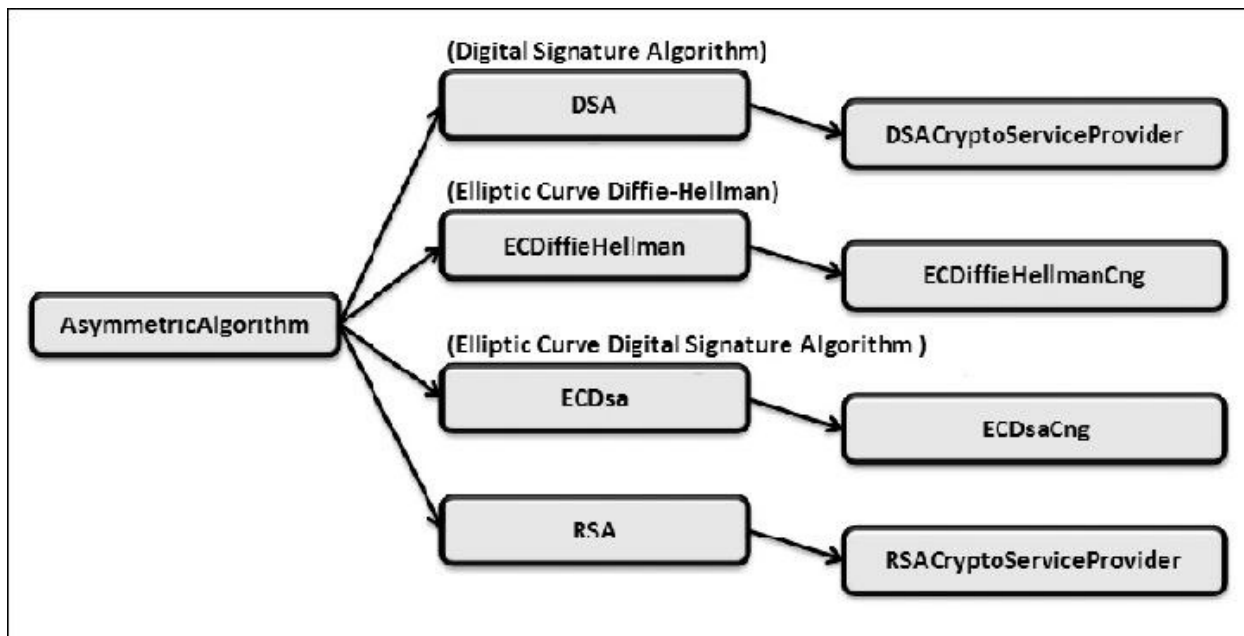 (Digital Signature Algorithm)
DSA
DSACryptoServiceProvider
(Elliptic Curve Diffie-Hellman)
ECDiffieHellman
ECDiffieHellmanCng
AsymmetricAlgorithm
(Elliptic Curve Digital Signature Algorithm )
ECDsa
ECDsaCng
RSA
RSACryptoServiceProvider